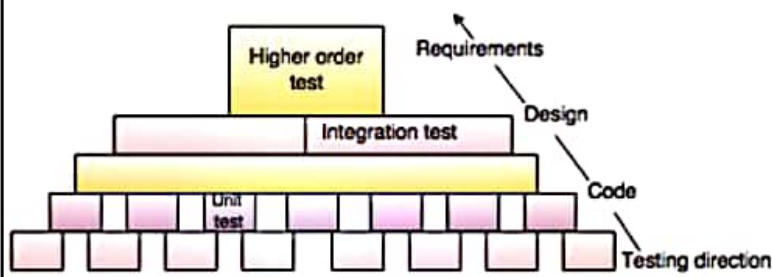 Higher order
test
Requirements
Integration test
Design
Unit
test
Code
Testing direction